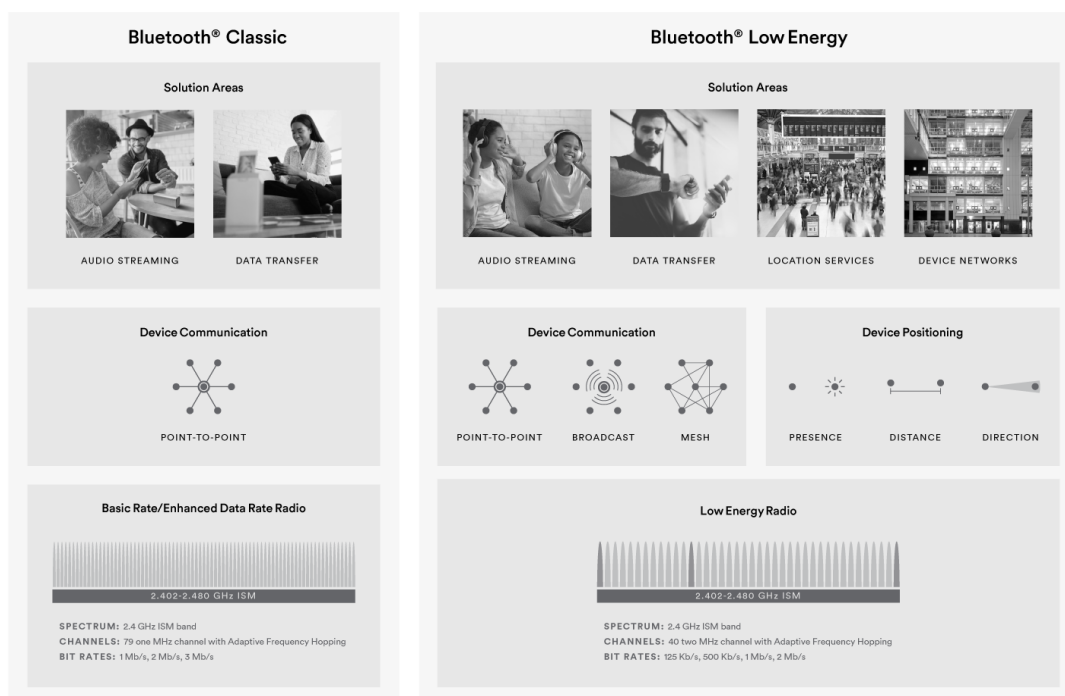 Bluetooth® Classic
Solution Areas
AUDIO STREAMING
DATA TRANSFER
Device Communication
POINT-TO-POINT
Basic Rate/Enhanced Data Rate Radio
2.402-2.480 GHz ISM
SPECTRUM: 2.4 GHz ISM band
CHANNELS: 79 one MHz channel with Adaptive Frequency Hopping
BIT RATES: 1 Mb/s, 2 Mb/s, 3 Mb/s
Bluetooth® Low Energy
Solution Areas
AUDIO STREAMING
DATA TRANSFER
LOCATION SERVICES
DEVICE NETWORKS
Device Communication
POINT-TO-POINT
BROADCAST
MESH
Device Positioning
PRESENCE
DISTANCE
DIRECTION
Low Energy Radio
2.402-2.480 GHz ISM
SPECTRUM: 2.4 GHz ISM band
CHANNELS: 40 two MHz channel with Adaptive Frequency Hopping
BIT RATES: 125 Kb/s, 500 Kb/s, 1 Mb/s, 2 Mb/s